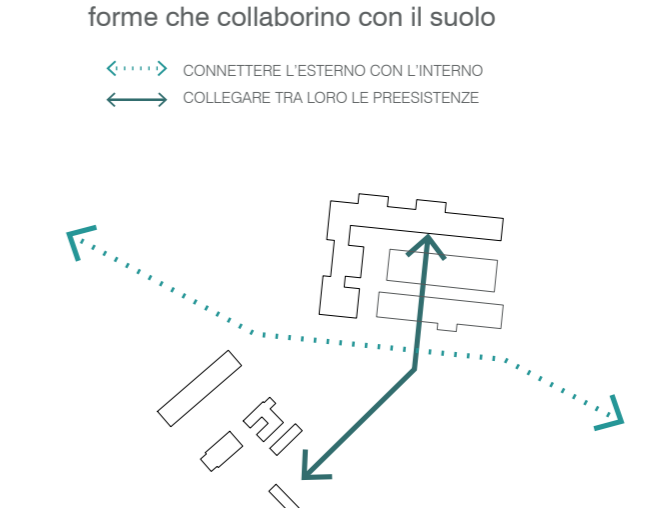 forme che collaborino con il suolo
CONNETTERE L'ESTERNO CON L'INTERNO
COLLEGARE TRA LORO LE PREESISTENZE